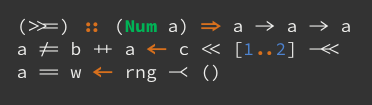 (>>=) :: (Num a) => a -> a -> a
a /= b ++ a <- c << [1..2] -<<
a == w <- rng -< ()